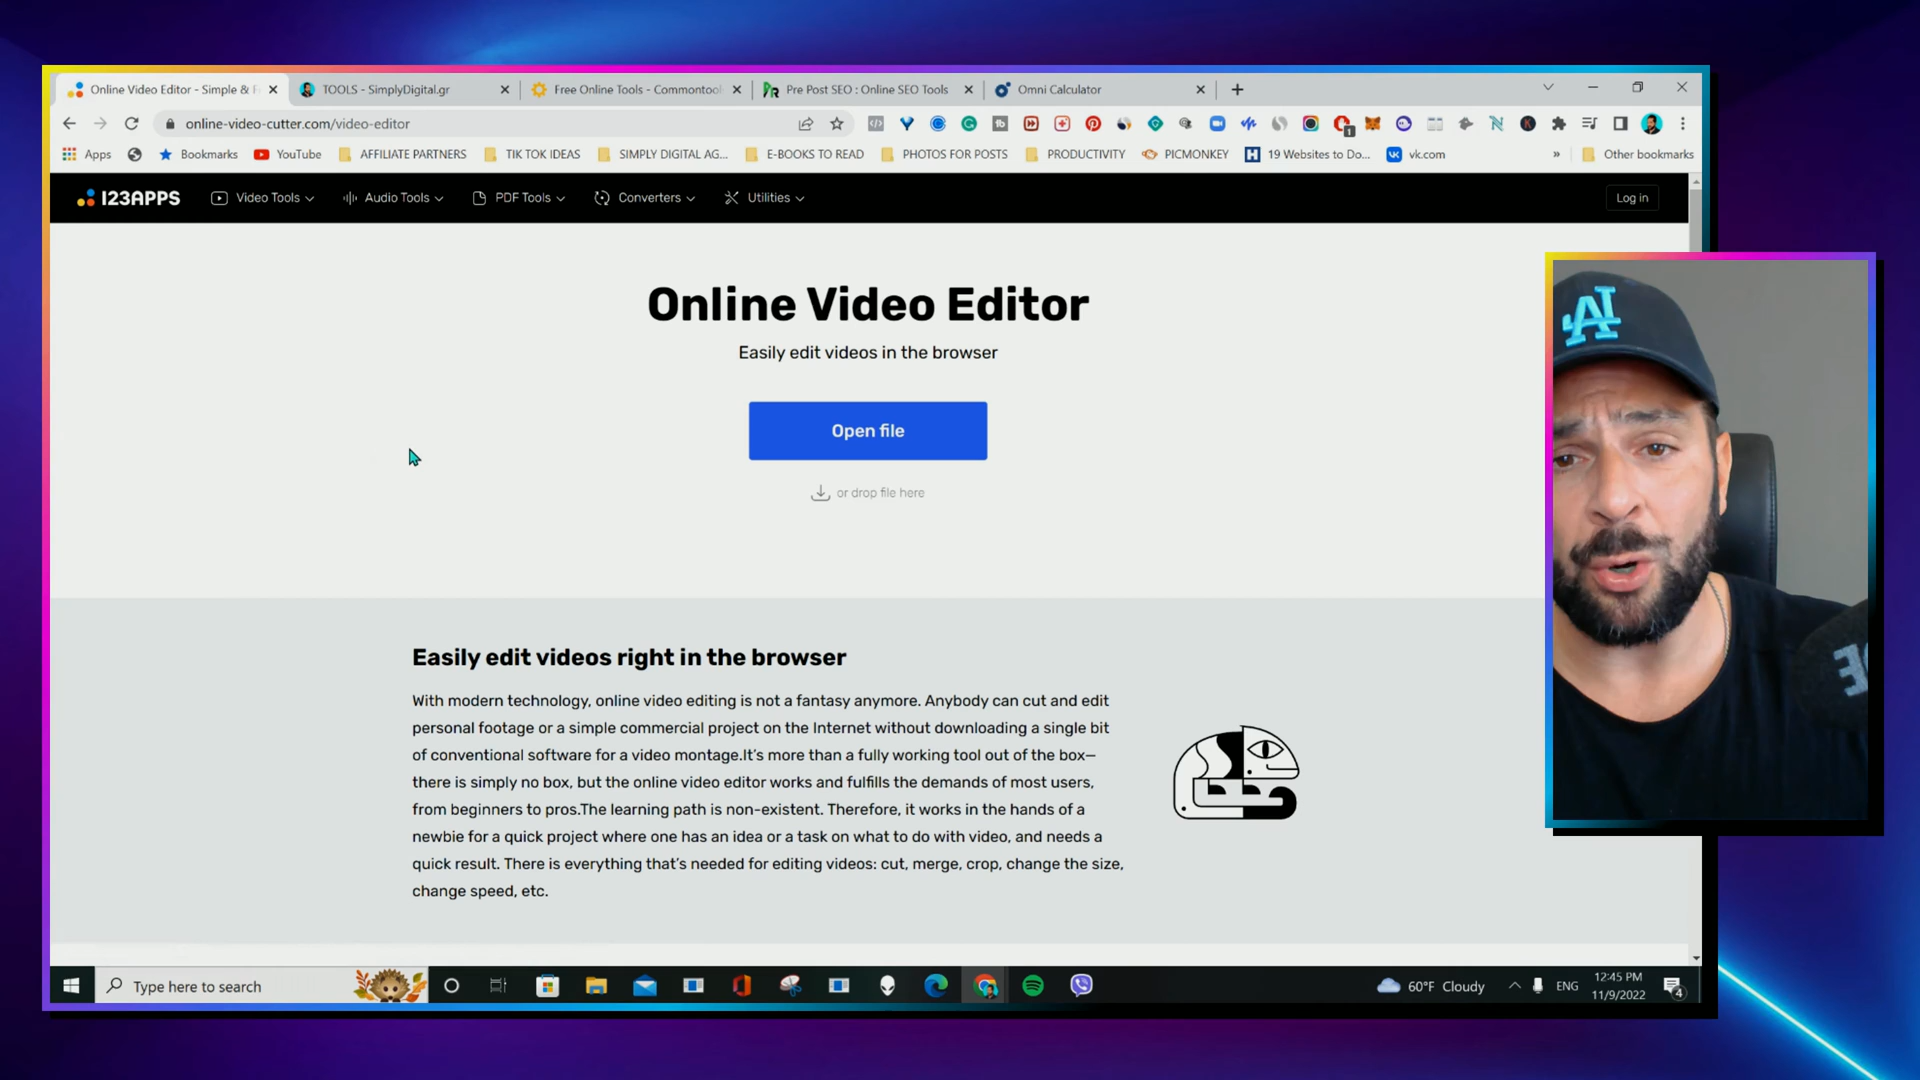 Online Video Editor - Simple & F
TOOLS - SimplyDigital.gr
Free Online Tools - Commontool
Pre Post SEO : Online SEO Tools
Omni Calculator
online-video-cutter.com/video-editor
Apps
Bookmarks
YouTube
AFFILIATE PARTNERS
TIK TOK IDEAS
SIMPLY DIGITAL AG...
E-BOOKS TO READ
PHOTOS FOR POSTS
PRODUCTIVITY
PICMONKEY
19 Websites to Do...
vk.com
»
Other bookmarks
123APPS
Video Tools
Audio Tools
PDF Tools
Converters
Utilities
Log in
Online Video Editor
Easily edit videos in the browser
Open file
or drop file here
Easily edit videos right in the browser
With modern technology, online video editing is not a fantasy anymore. Anybody can cut and edit
personal footage or a simple commercial project on the Internet without downloading a single bit
of conventional software for a video montage.It's more than a fully working tool out of the box—
there is simply no box, but the online video editor works and fulfills the demands of most users,
from beginners to pros.The learning path is non-existent. Therefore, it works in the hands of a
newbie for a quick project where one has an idea or a task on what to do with video, and needs a
quick result. There is everything that's needed for editing videos: cut, merge, crop, change the size,
change speed, etc.
Type here to search
60°F Cloudy
ENG
12:45 PM
11/9/2022
4